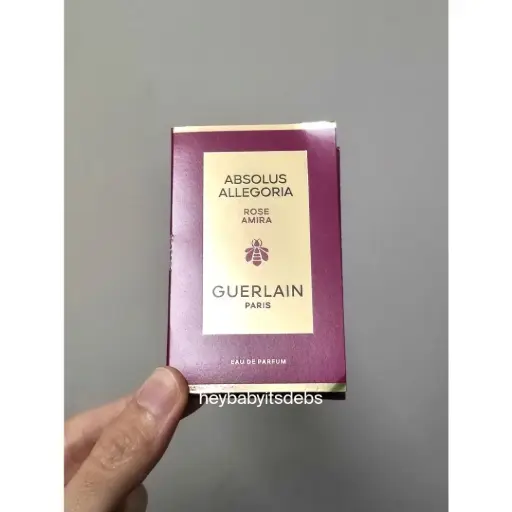 ABSOLUS
ALLEGORIA
ROSE
AMIRA
GUERLAIN
PARIS
EAU DE PARFUM
heybabyitsdebs